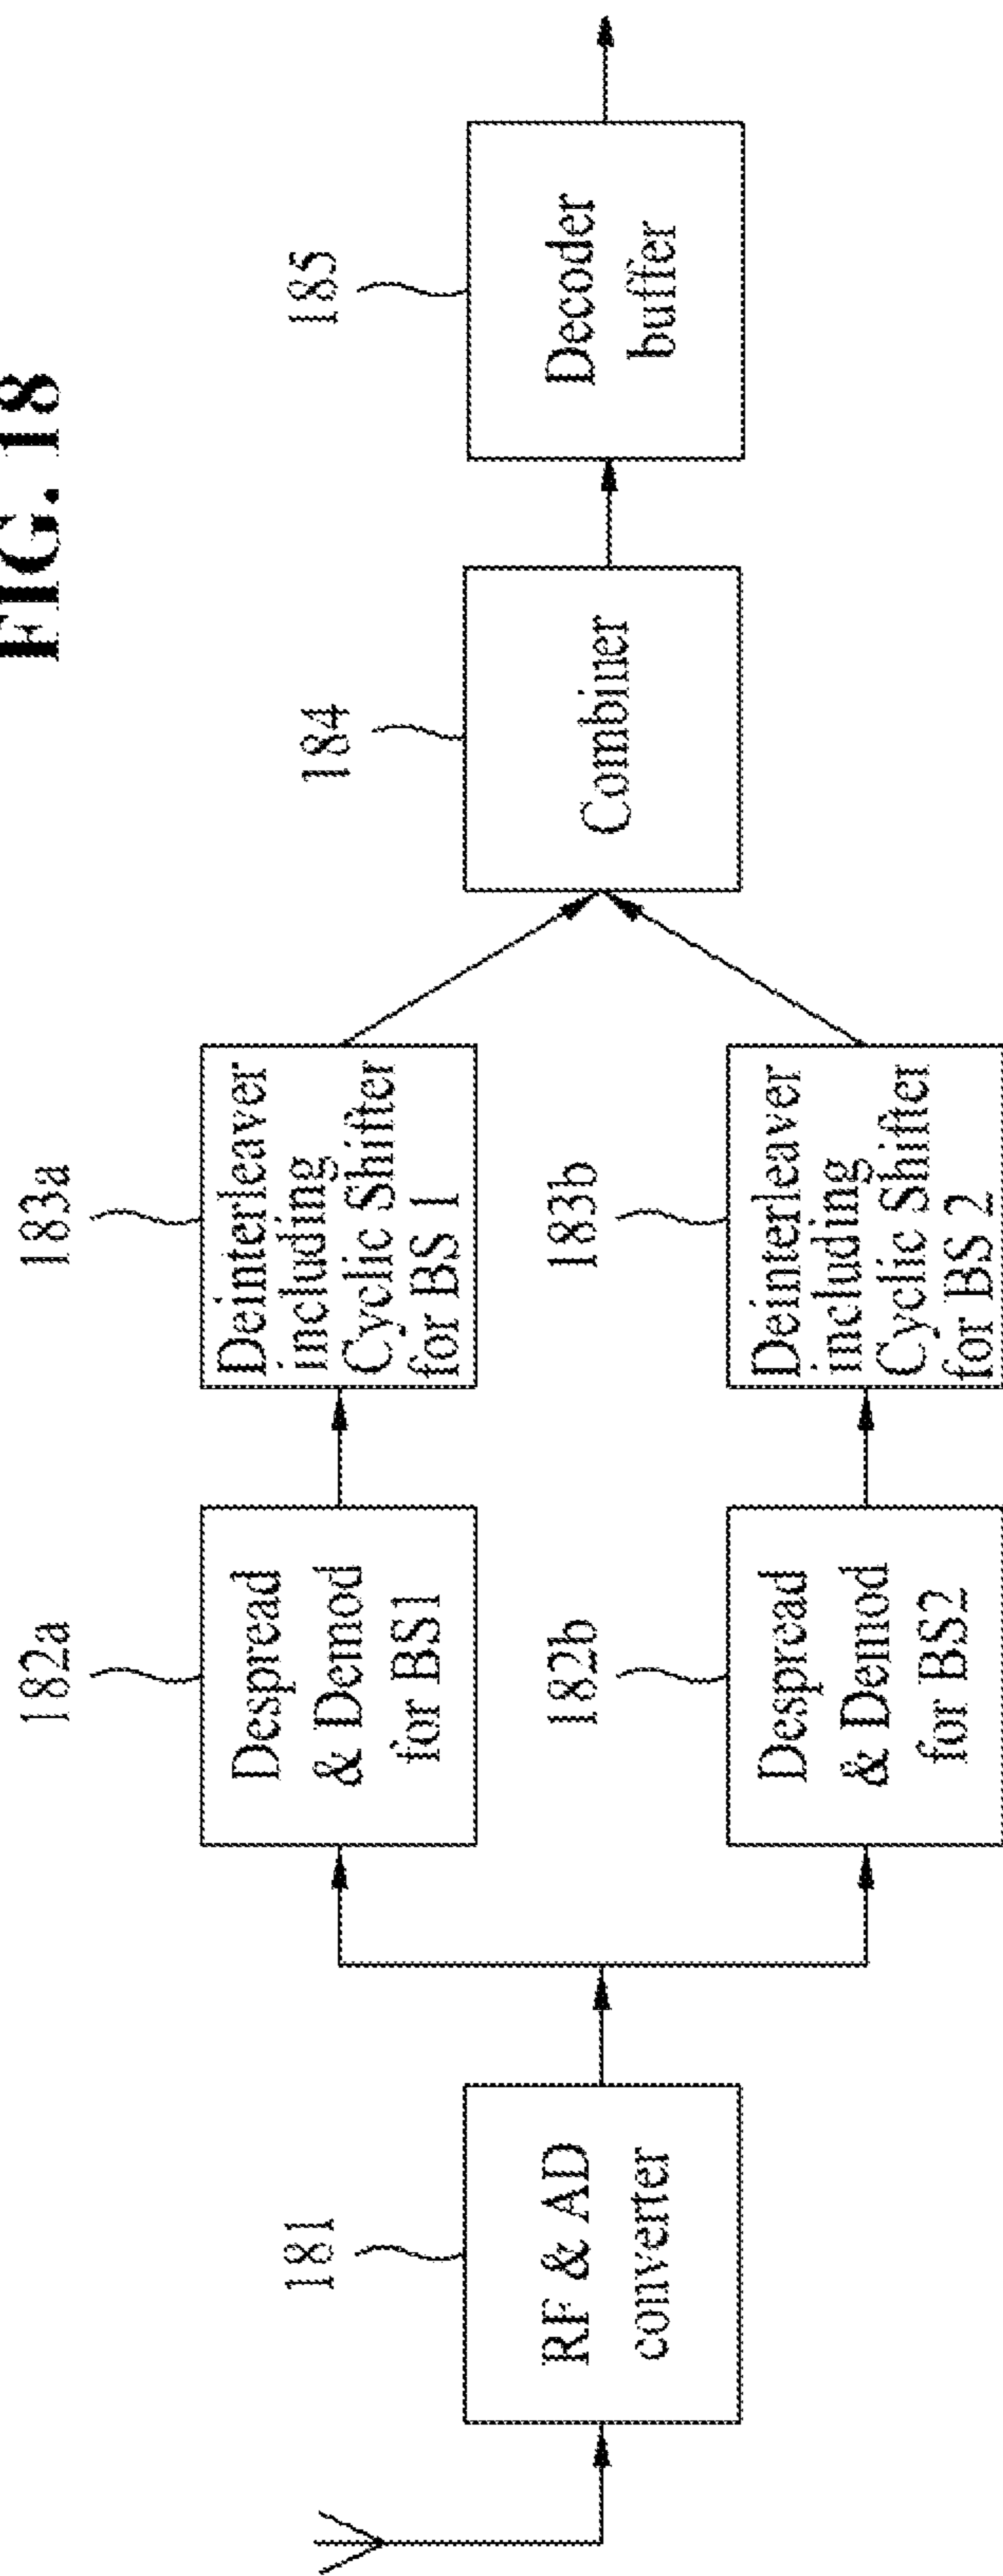 FIG. 18
181
RF & AD
converter
182a
Despread
& Demod
for BS1
183a
Deinterleaver
including
Cyclic Shifter
for BS 1
182b
Despread
& Demod
for BS2
183b
Deinterleaver
including
Cyclic Shifter
for BS 2
184
Combiner
185
Decoder
buffer